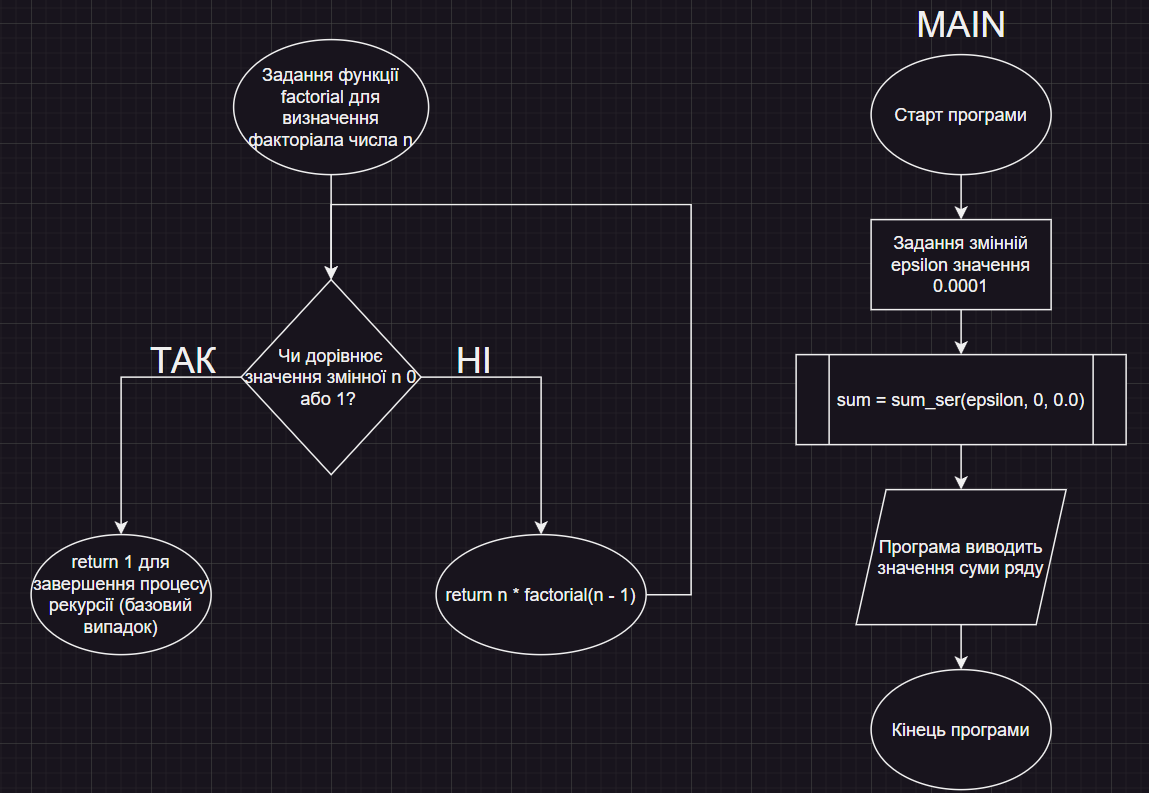 Задання функції
factorial для
визначення
факторіала числа n
Чи дорівнює
значення змінної n 0
або 1?
ТАК
НІ
return 1 для
завершення процесу
рекурсії (базовий
випадок)
return n * factorial(n - 1)
MAIN
Старт програми
Задання змінній
epsilon значення
0.0001
sum = sum_ser(epsilon, 0, 0.0)
Програма виводить
значення суми ряду
Кінець програми